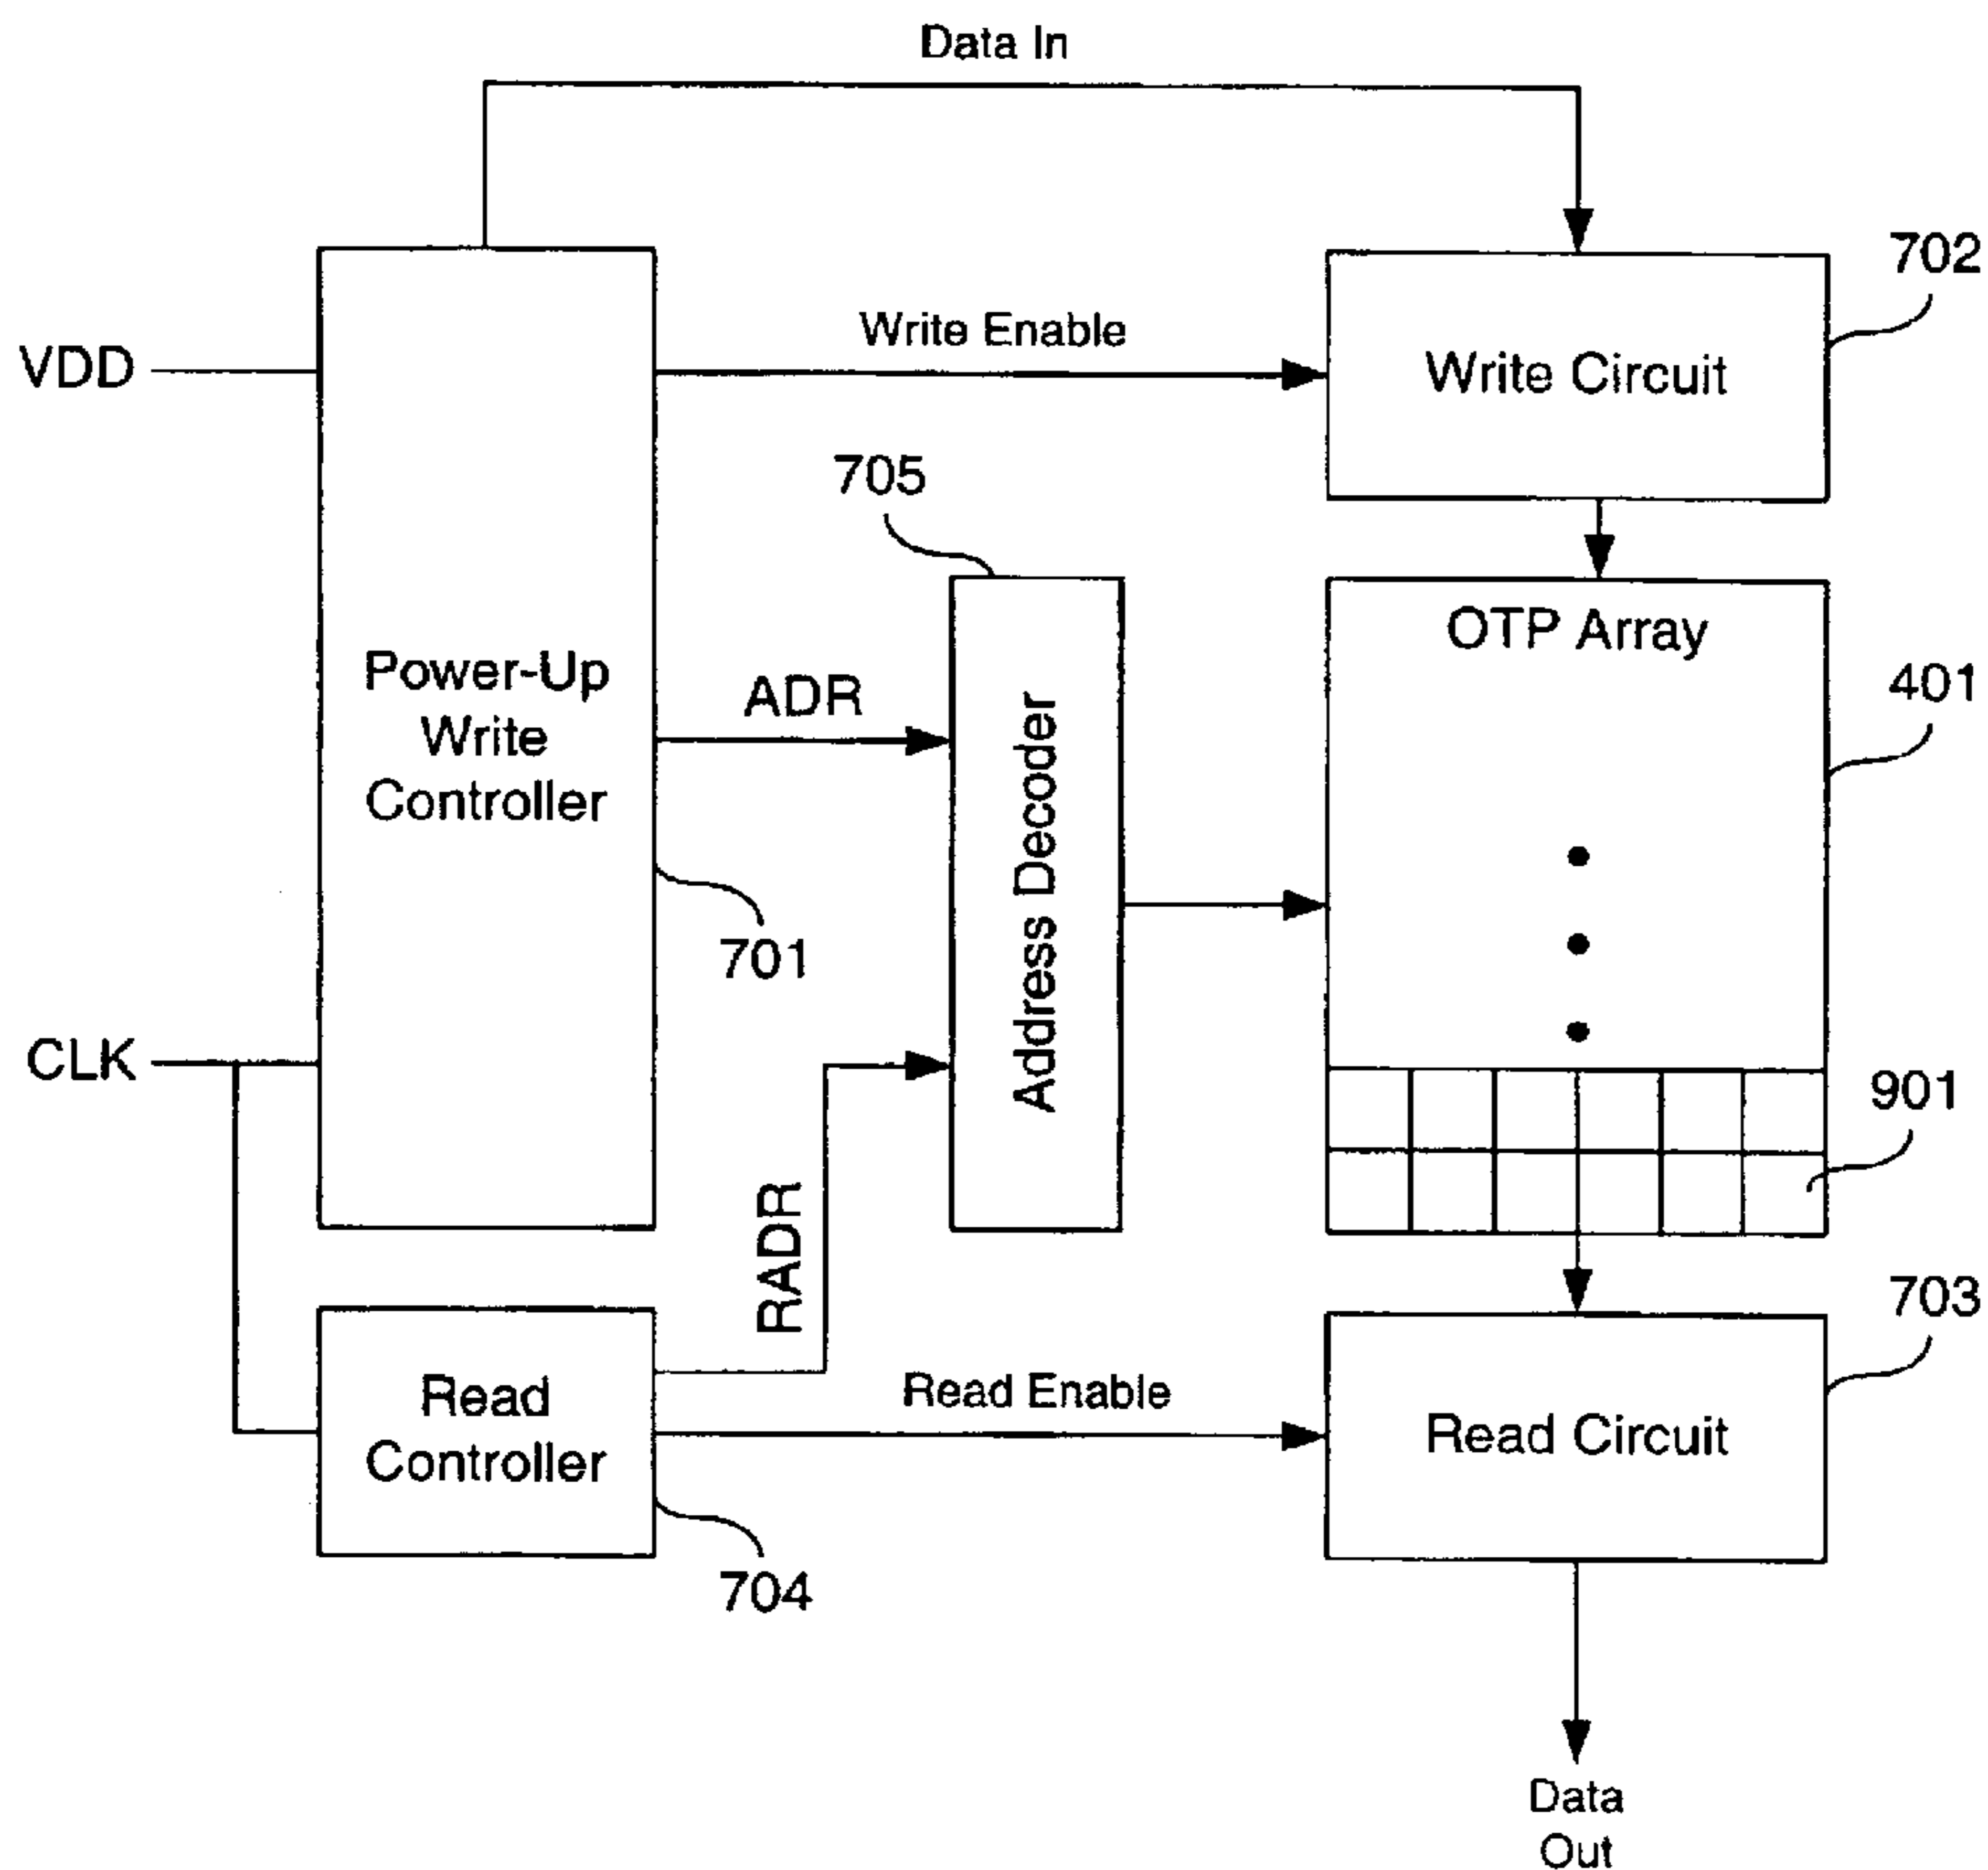 Data In
702
Write Enable
VDD
Write Circuit
705
OTP Array
Power-Up
Write
Controller
ADR
401
Address Decoder
701
CLK
901
RADR
703
Read
Controller
Read Enable
Read Circuit
704
Data
Out